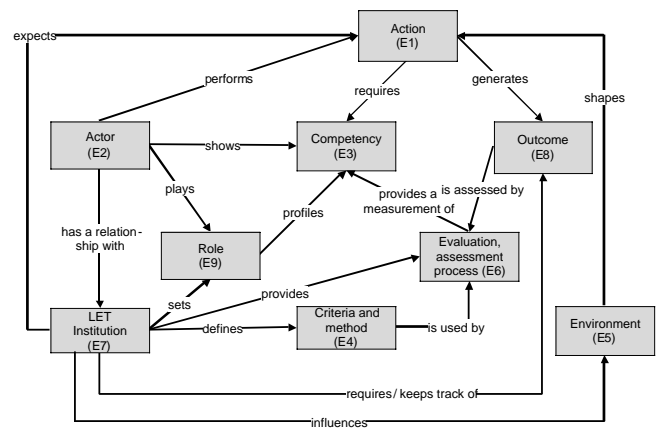 Action
(E1)
expects
performs
generates
requires
shapes
Actor
(E2)
shows
Competency
(E3)
Outcome
(E8)
plays
provides a
measurement of
is assessed by
profiles
has a relation-
ship with
Role
(E9)
Evaluation,
assessment
process (E6)
sets
provides
LET
Institution
(E7)
defines
Criteria and
method
(E4)
is used by
Environment
(E5)
requires/ keeps track of
influences